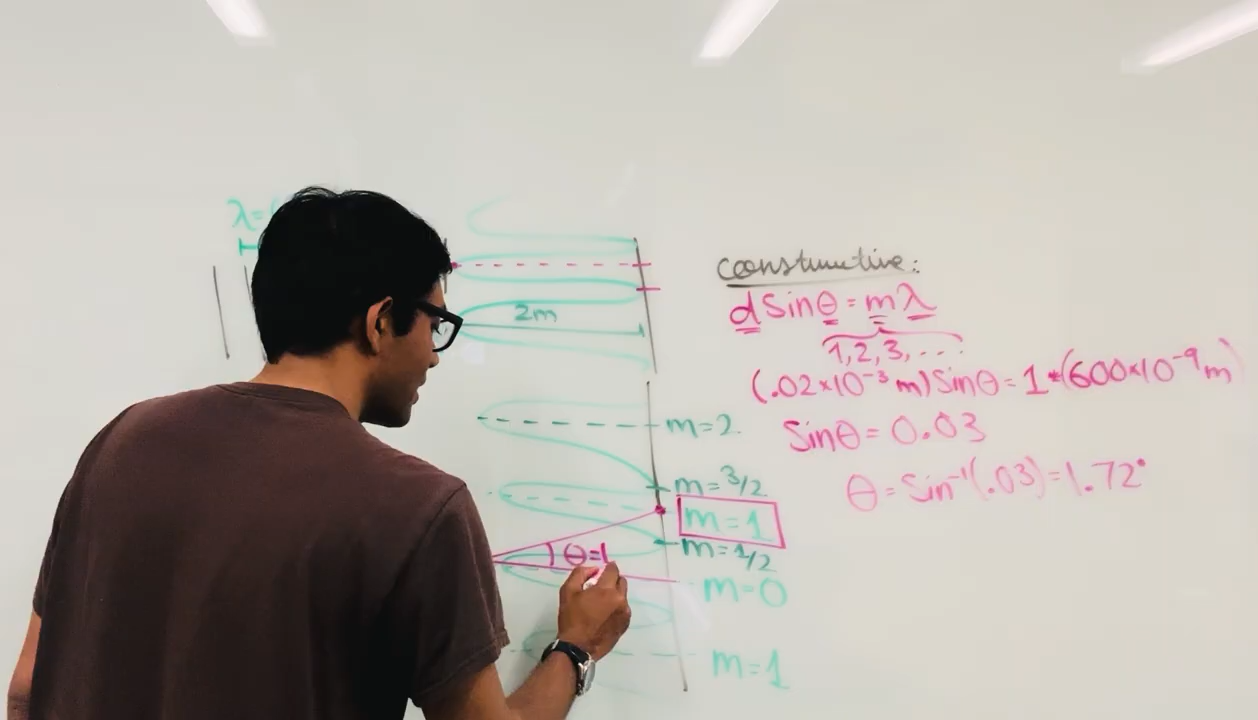 λ=
2m
m=2
m=3/2
m=1
m=1/2
m=0
m=1
θ=1
constructive:
d sinθ = mλ
1, 2, 3, ...
(.02×10⁻³ m) sinθ = 1*(600×10⁻⁹ m)
sinθ = 0.03
θ = sin⁻¹(.03) = 1.72°